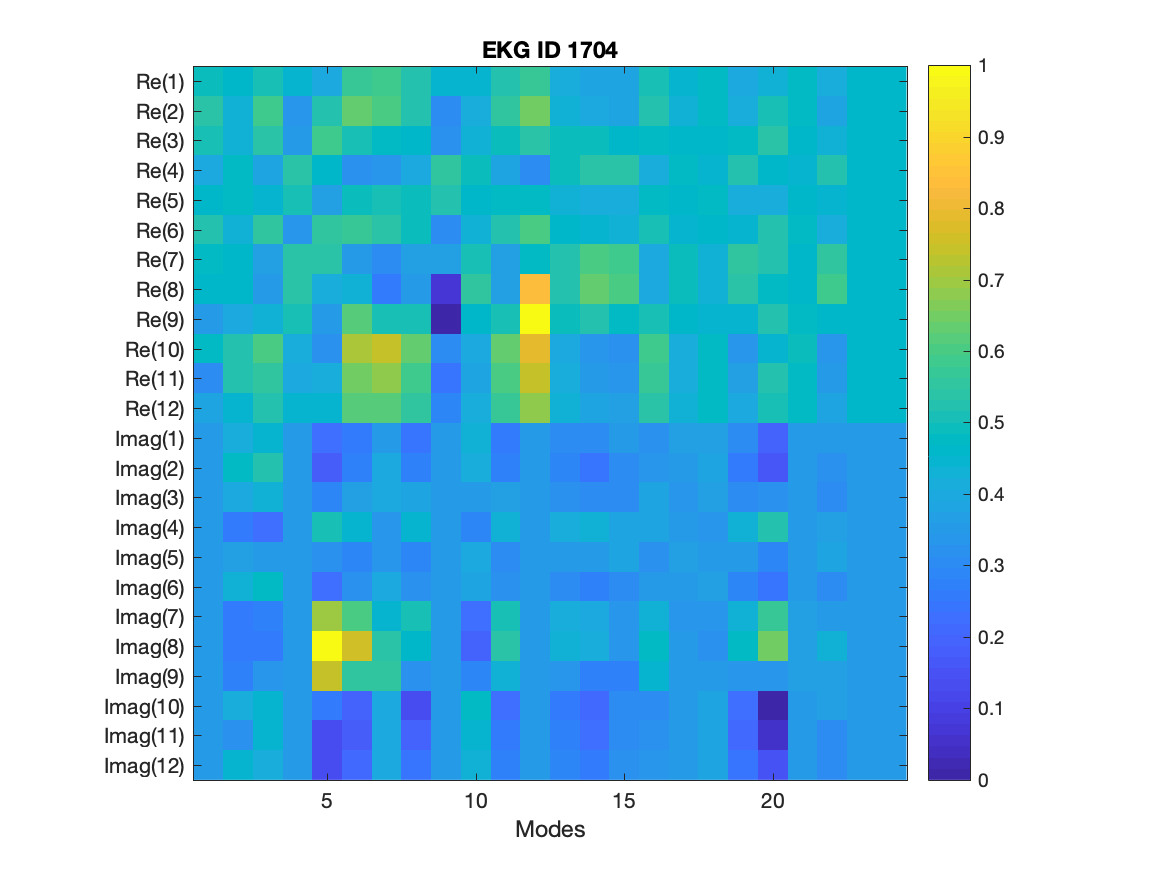 EKG ID 1704
Re(1)
Re(2)
Re(3)
Re(4)
Re(5)
Re(6)
Re(7)
Re(8)
Re(9)
Re(10)
Re(11)
Re(12)
Imag(1)
Imag(2)
Imag(3)
Imag(4)
Imag(5)
Imag(6)
Imag(7)
Imag(8)
Imag(9)
Imag(10)
Imag(11)
Imag(12)
5 10 15 20
Modes
1
0.9
0.8
0.7
0.6
0.5
0.4
0.3
0.2
0.1
0